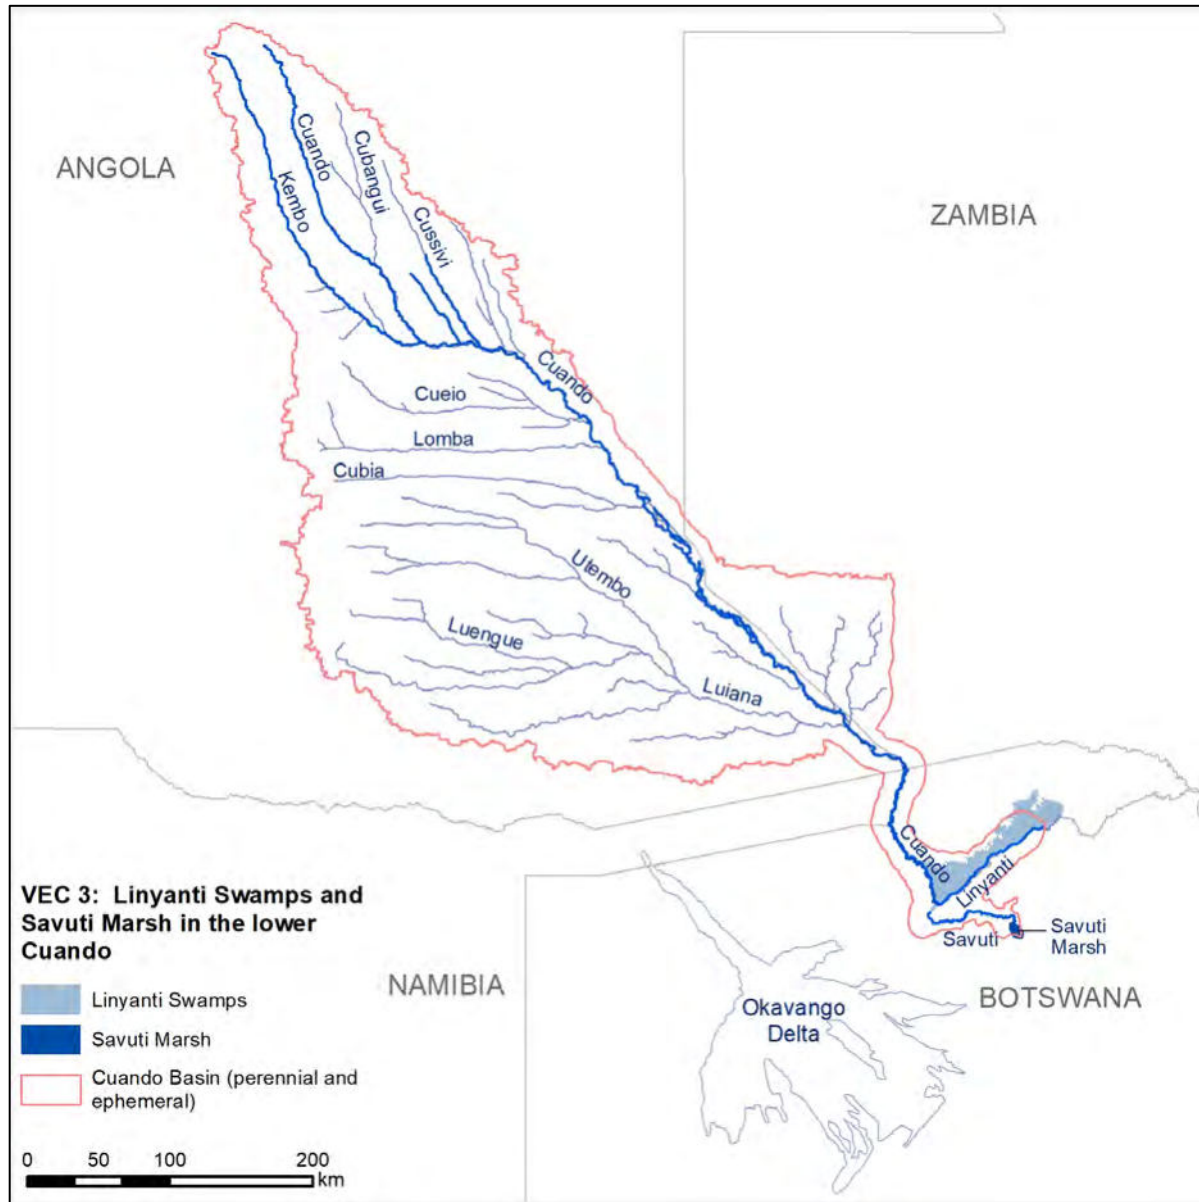 ANGOLA
ZAMBIA
Cuando
Cubangui
Kembo
Cussivi
Cuando
Cueio
Lomba
Cubia
Utembo
Luengue
Luiana
Cuando
Linyanti
Savuti
Savuti
Marsh
NAMIBIA
BOTSWANA
Okavango
Delta
VEC 3: Linyanti Swamps and
Savuti Marsh in the lower
Cuando
Linyanti Swamps
Savuti Marsh
Cuando Basin (perennial and
ephemeral)
0 50 100 200
km